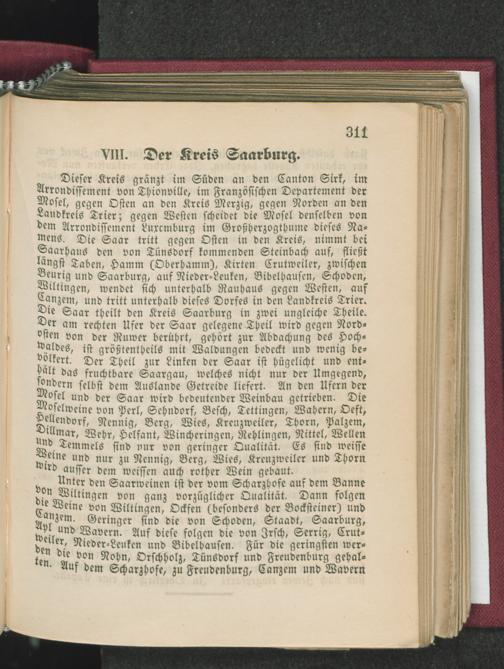 311
VIII. Der Kreis Saarburg.
Dieser Kreis gränzt im Süden an den Canton Sirk, im
Arrondissement von Thionville, im Französischen Departement der
Mosel, gegen Osten an den Kreis Merzig, gegen Norden an den
Landkreis Trier; gegen Westen scheidet die Mosel denselben von
dem Arrondissement Luxemburg im Großherzogthume dieses Na-
mens. Die Saar tritt gegen Osten in den Kreis, nimmt bei
Saarhaus den von Tünsdorf kommenden Steinbach auf, fließt
längst Taben, Hamm (Oberhamm), Kirten Crutweiler, zwischen
Beurig und Saarburg, auf Nieder-Leuken, Bibelhausen, Schoden,
Wiltingen, wendet sich unterhalb Rauhaus gegen Westen, auf
Canzem, und tritt unterhalb dieses Dorfes in den Landkreis Trier.
Die Saar theilt den Kreis Saarburg in zwei ungleiche Theile.
Der am rechten Ufer der Saar gelegene Theil wird gegen Nord-
osten von der Ruwer berührt, gehört zur Abdachung des Hoch-
waldes, ist größtentheils mit Waldungen bedeckt und wenig be-
völkert. Der Theil zur Linken der Saar ist hügelicht und ent-
hält das fruchtbare Saargau, welches nicht nur der Umgegend,
sondern selbst dem Auslande Getreide liefert. An den Ufern der
Mosel und der Saar wird bedeutender Weinbau getrieben. Die
Moselweine von Perl, Sehndorf, Besch, Tettingen, Wahern, Oeft,
Hellendorf, Nennig, Berg, Wies, Kreuzweiler, Thorn, Palzem,
Dillmar, Wehr, Helfant, Wincheringen, Rehlingen, Nittel, Wellen
und Temmels sind nur von geringer Qualität. Es sind weisse
Weine und nur zu Nennig, Berg, Wies, Kreuzweiler und Thorn
wird ausser dem weissen auch rother Wein gebaut.
Unter den Saarweinen ist der vom Scharzhofe auf dem Banne
von Wiltingen von ganz vorzüglicher Qualität. Dann folgen
die Weine von Wiltingen, Ockfen (besonders der Bocksteiner) und
Canzem. Geringer sind die von Schoden, Staadt, Saarburg,
Ayl und Wavern. Auf diese folgen die von Irsch, Serrig, Crut-
weiler, Nieder-Leuken und Bibelhausen. Für die geringsten wer-
den die von Rohn, Orscholz, Tünsdorf und Freudenburg gehal-
ten. Auf dem Scharzhofe, zu Freudenburg, Canzem und Wavern